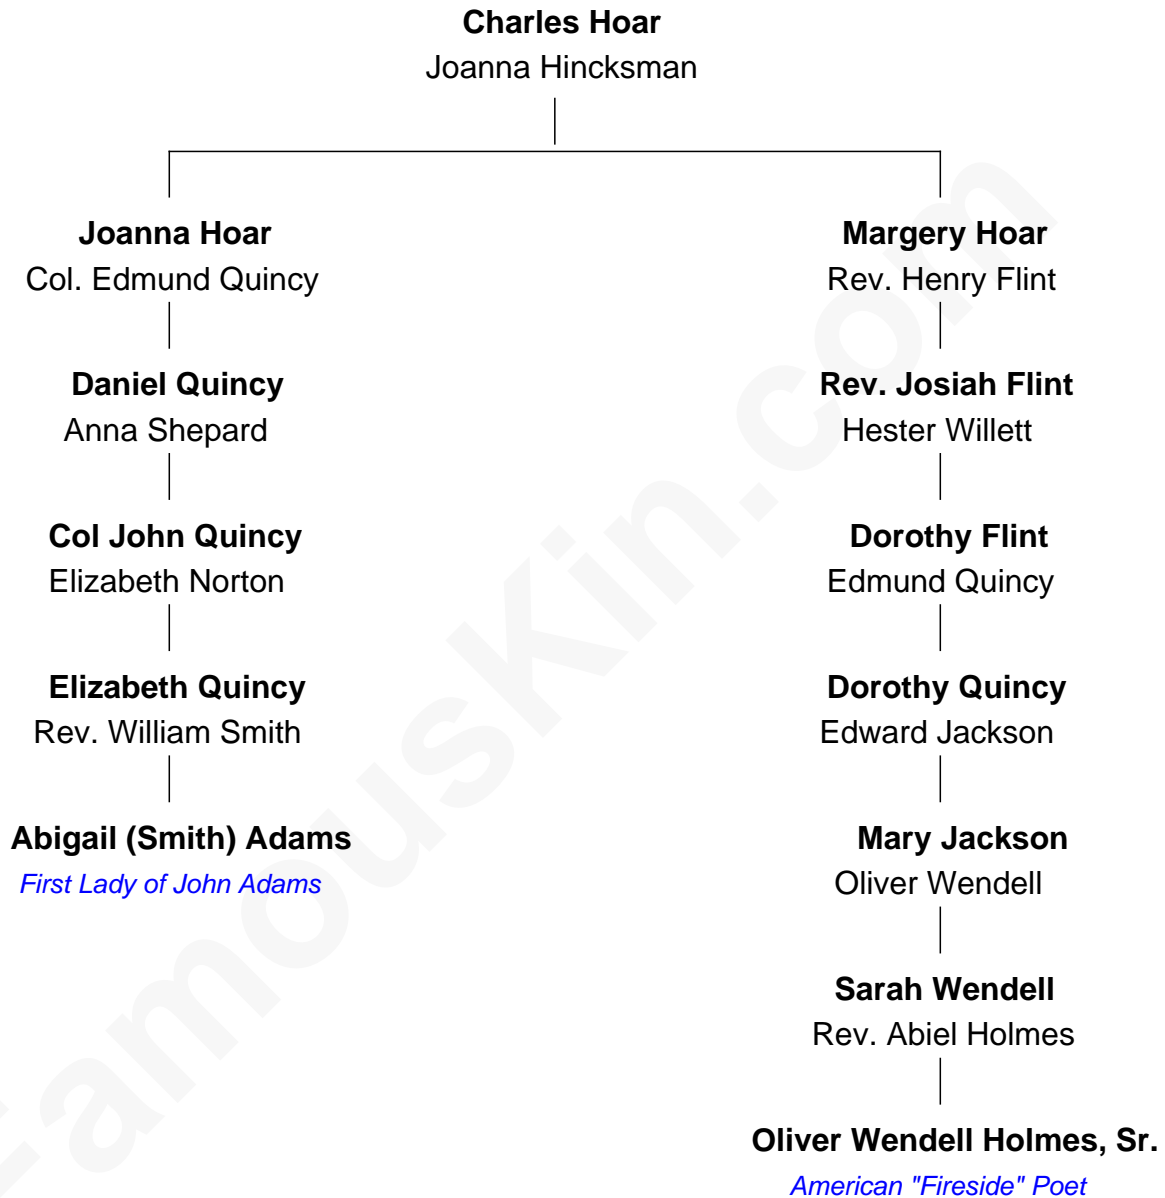 Charles Hoar
Joanna Hincksman
Joanna Hoar
Col. Edmund Quincy
Daniel Quincy
Anna Shepard
Col John Quincy
Elizabeth Norton
Elizabeth Quincy
Rev. William Smith
Abigail (Smith) Adams
First Lady of John Adams
Margery Hoar
Rev. Henry Flint
Rev. Josiah Flint
Hester Willett
Dorothy Flint
Edmund Quincy
Dorothy Quincy
Edward Jackson
Mary Jackson
Oliver Wendell
Sarah Wendell
Rev. Abiel Holmes
Oliver Wendell Holmes, Sr.
American "Fireside" Poet
FamousKin.com